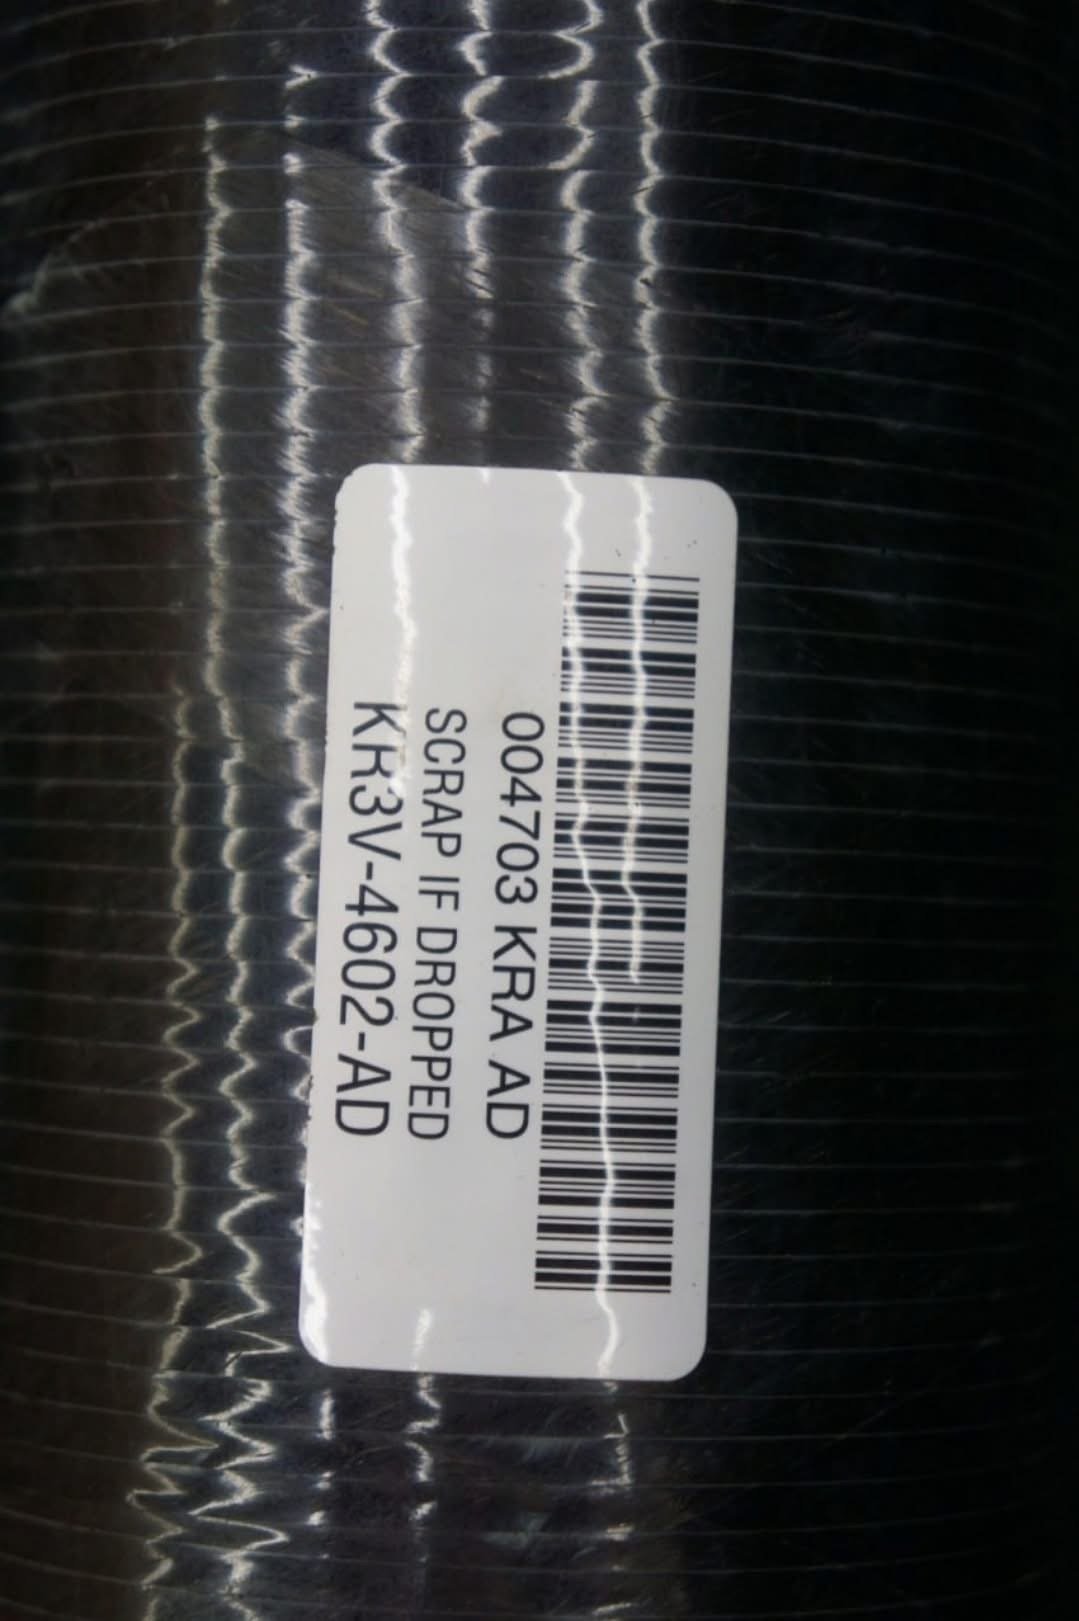 004703 KRA AD
SCRAP IF DROPPED
KR3V-4602-AD